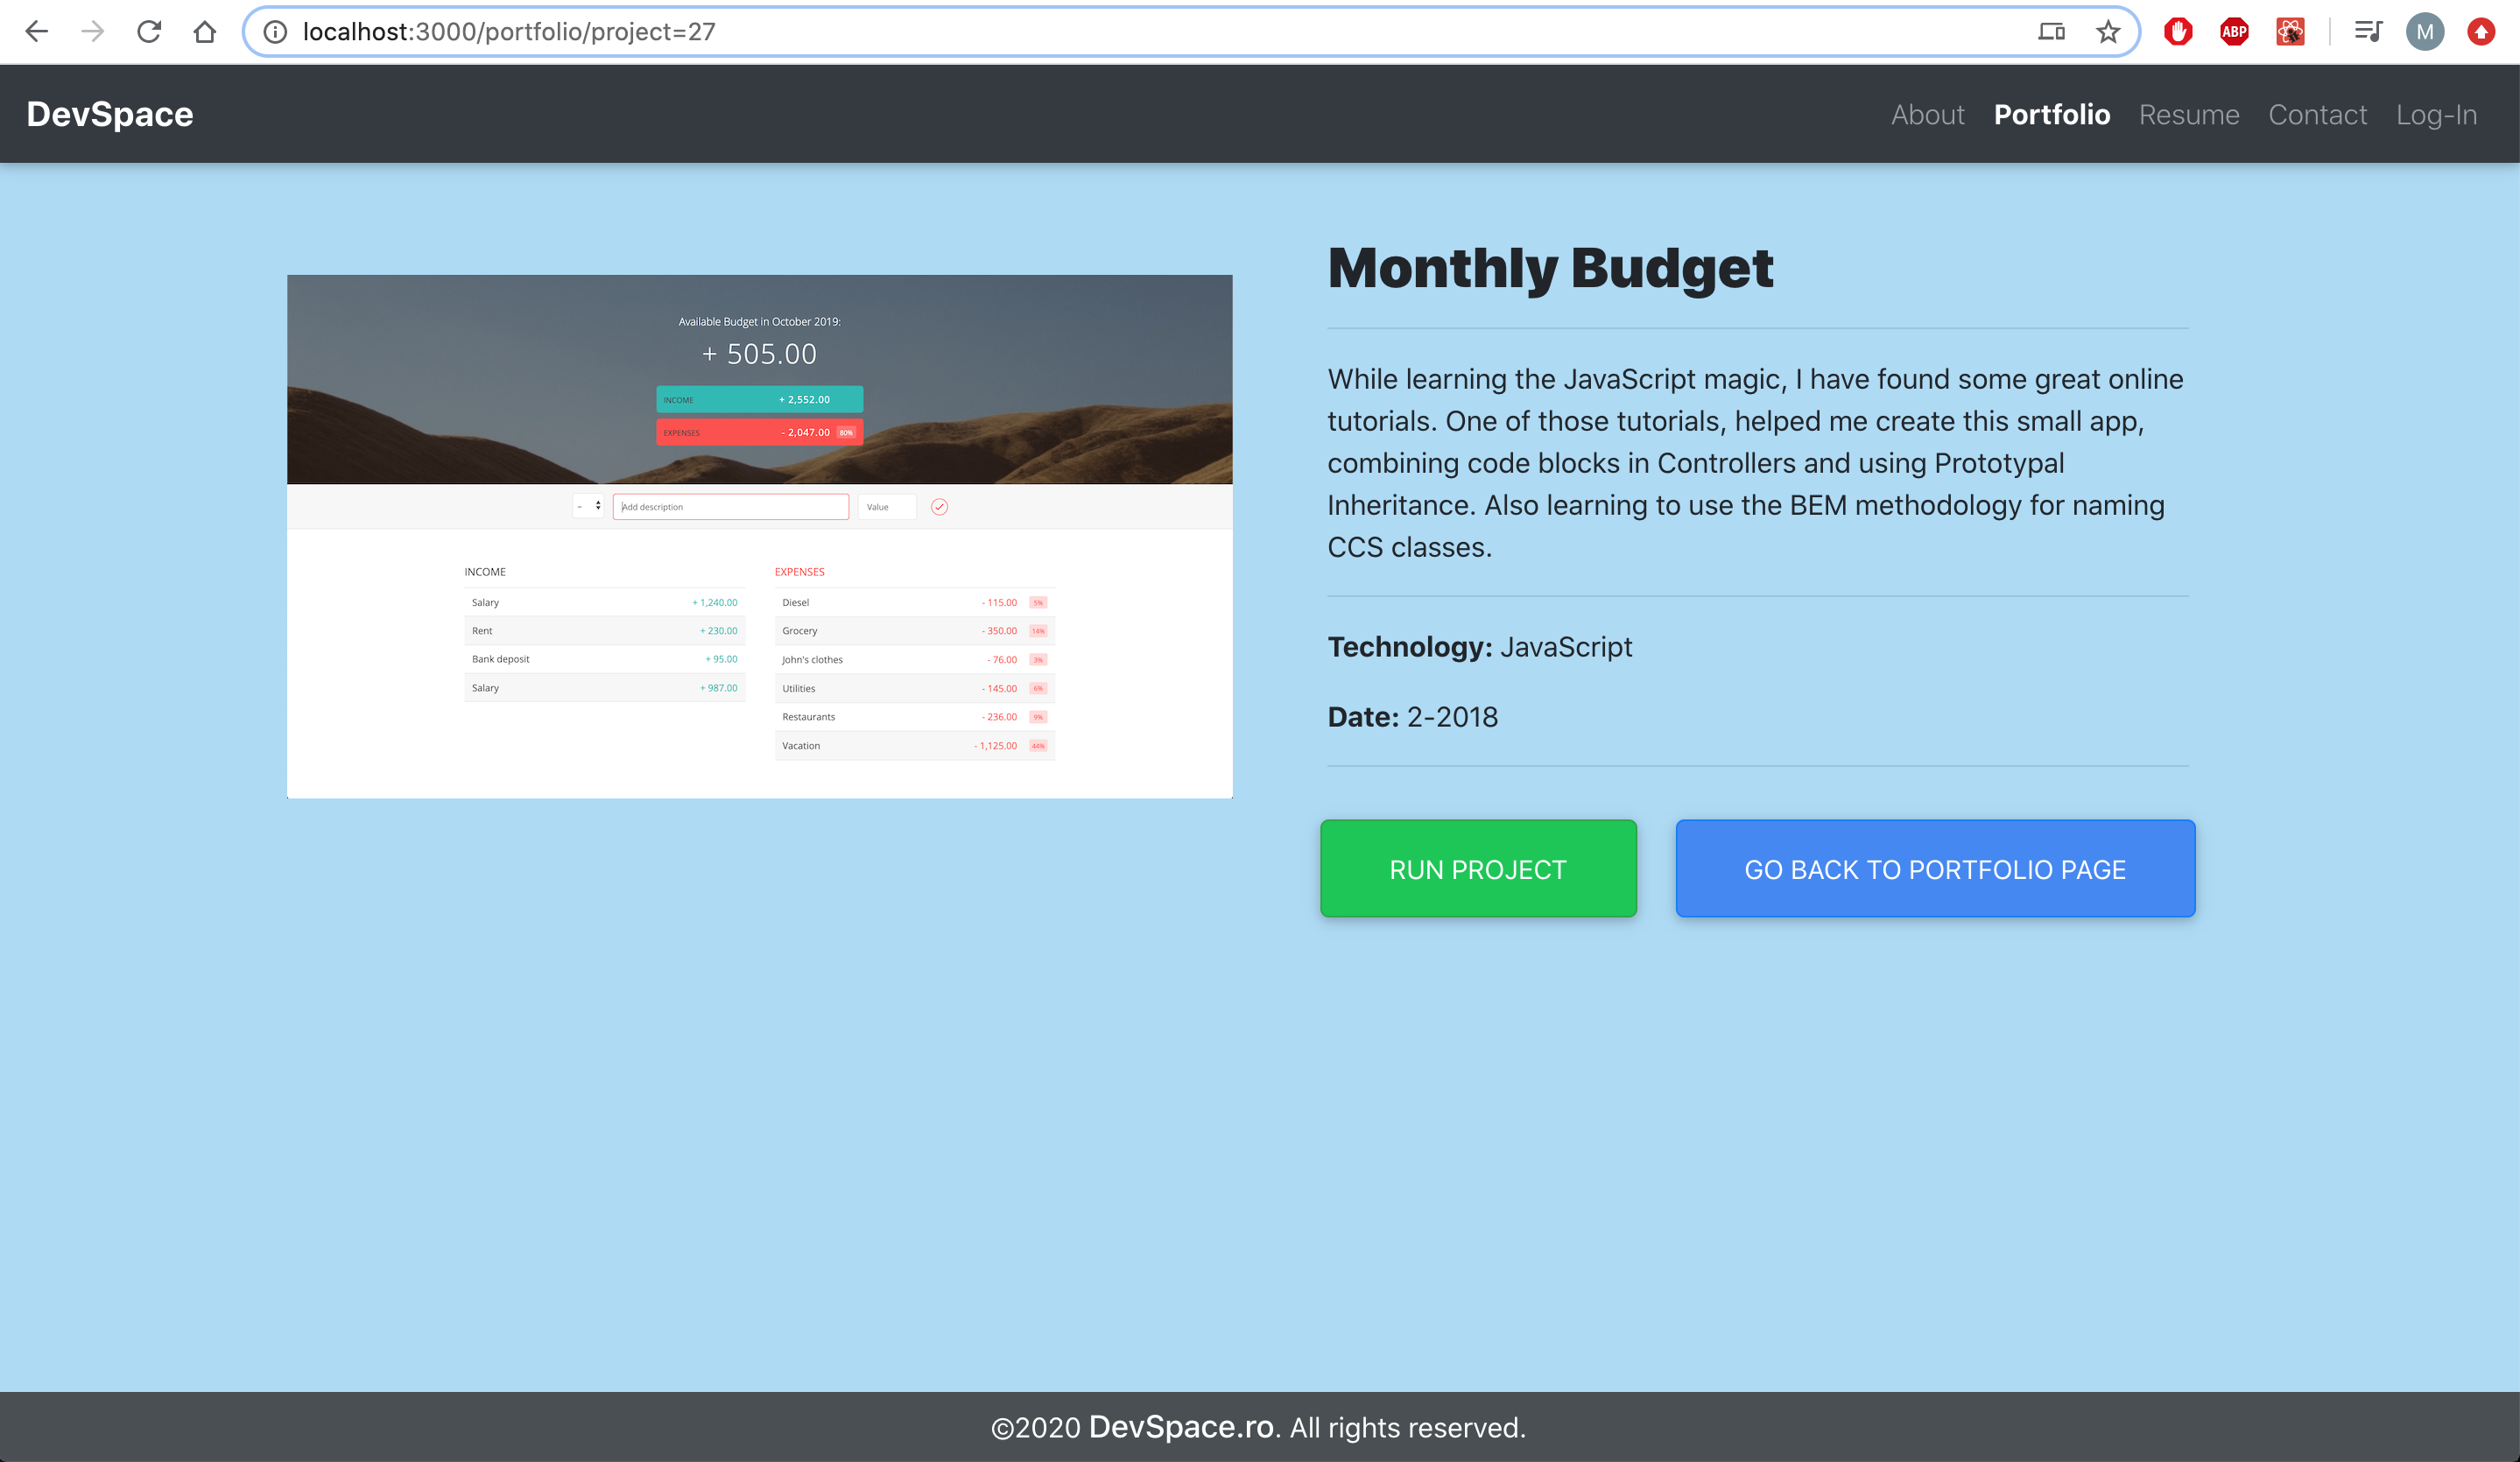 localhost:3000/portfolio/project=27
ABP
M
DevSpace
About Portfolio Resume Contact Log-In
Available Budget in October 2019:
+ 505.00
INCOME + 2,552.00
EXPENSES - 2,047.00 80%
- Add description Value
INCOME
Salary + 1,240.00
Rent + 230.00
Bank deposit + 95.00
Salary + 987.00
EXPENSES
Diesel - 115.00 5%
Grocery - 350.00 14%
John's clothes - 76.00 3%
Utilities - 145.00 6%
Restaurants - 236.00 9%
Vacation - 1,125.00 44%
Monthly Budget
While learning the JavaScript magic, I have found some great online
tutorials. One of those tutorials, helped me create this small app,
combining code blocks in Controllers and using Prototypal
Inheritance. Also learning to use the BEM methodology for naming
CCS classes.
Technology: JavaScript
Date: 2-2018
RUN PROJECT
GO BACK TO PORTFOLIO PAGE
©2020 DevSpace.ro. All rights reserved.